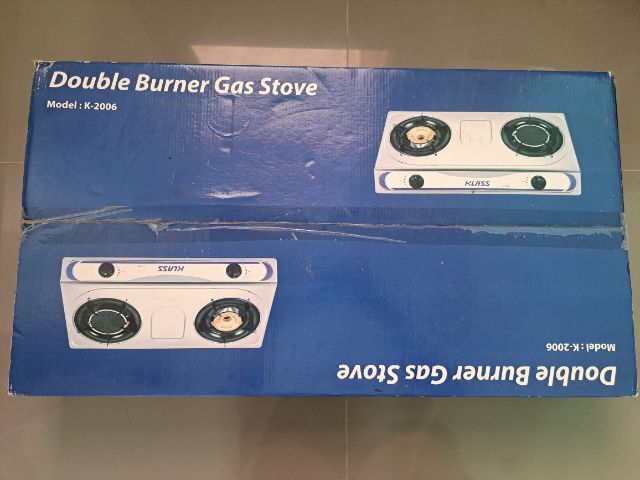 Double Burner Gas Stove
Model : K-2006
KLASS
KLASS
Model : K-2006
Double Burner Gas Stove